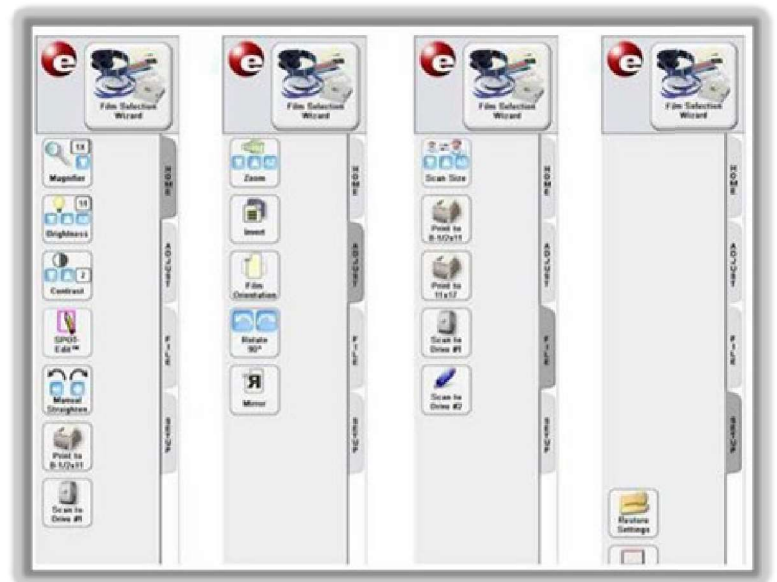 e
Film Selection
Wizard
1X
Magnifier
11
Brightness
2
Contrast
SPOT-
Edit™
Manual
Straighten
Print to
8-1/2x11
Scan to
Drive #1
HOME
ADJUST
FILE
SETUP
e
Film Selection
Wizard
Zoom
Invert
Film
Orientation
Rotate
90°
Mirror
HOME
ADJUST
FILE
SETUP
e
Film Selection
Wizard
Scan Size
Print to
8-1/2x11
Print to
11x17
Scan to
Drive #1
Scan to
Drive #2
HOME
ADJUST
FILE
SETUP
e
Film Selection
Wizard
Restore
Settings
HOME
ADJUST
FILE
SETUP